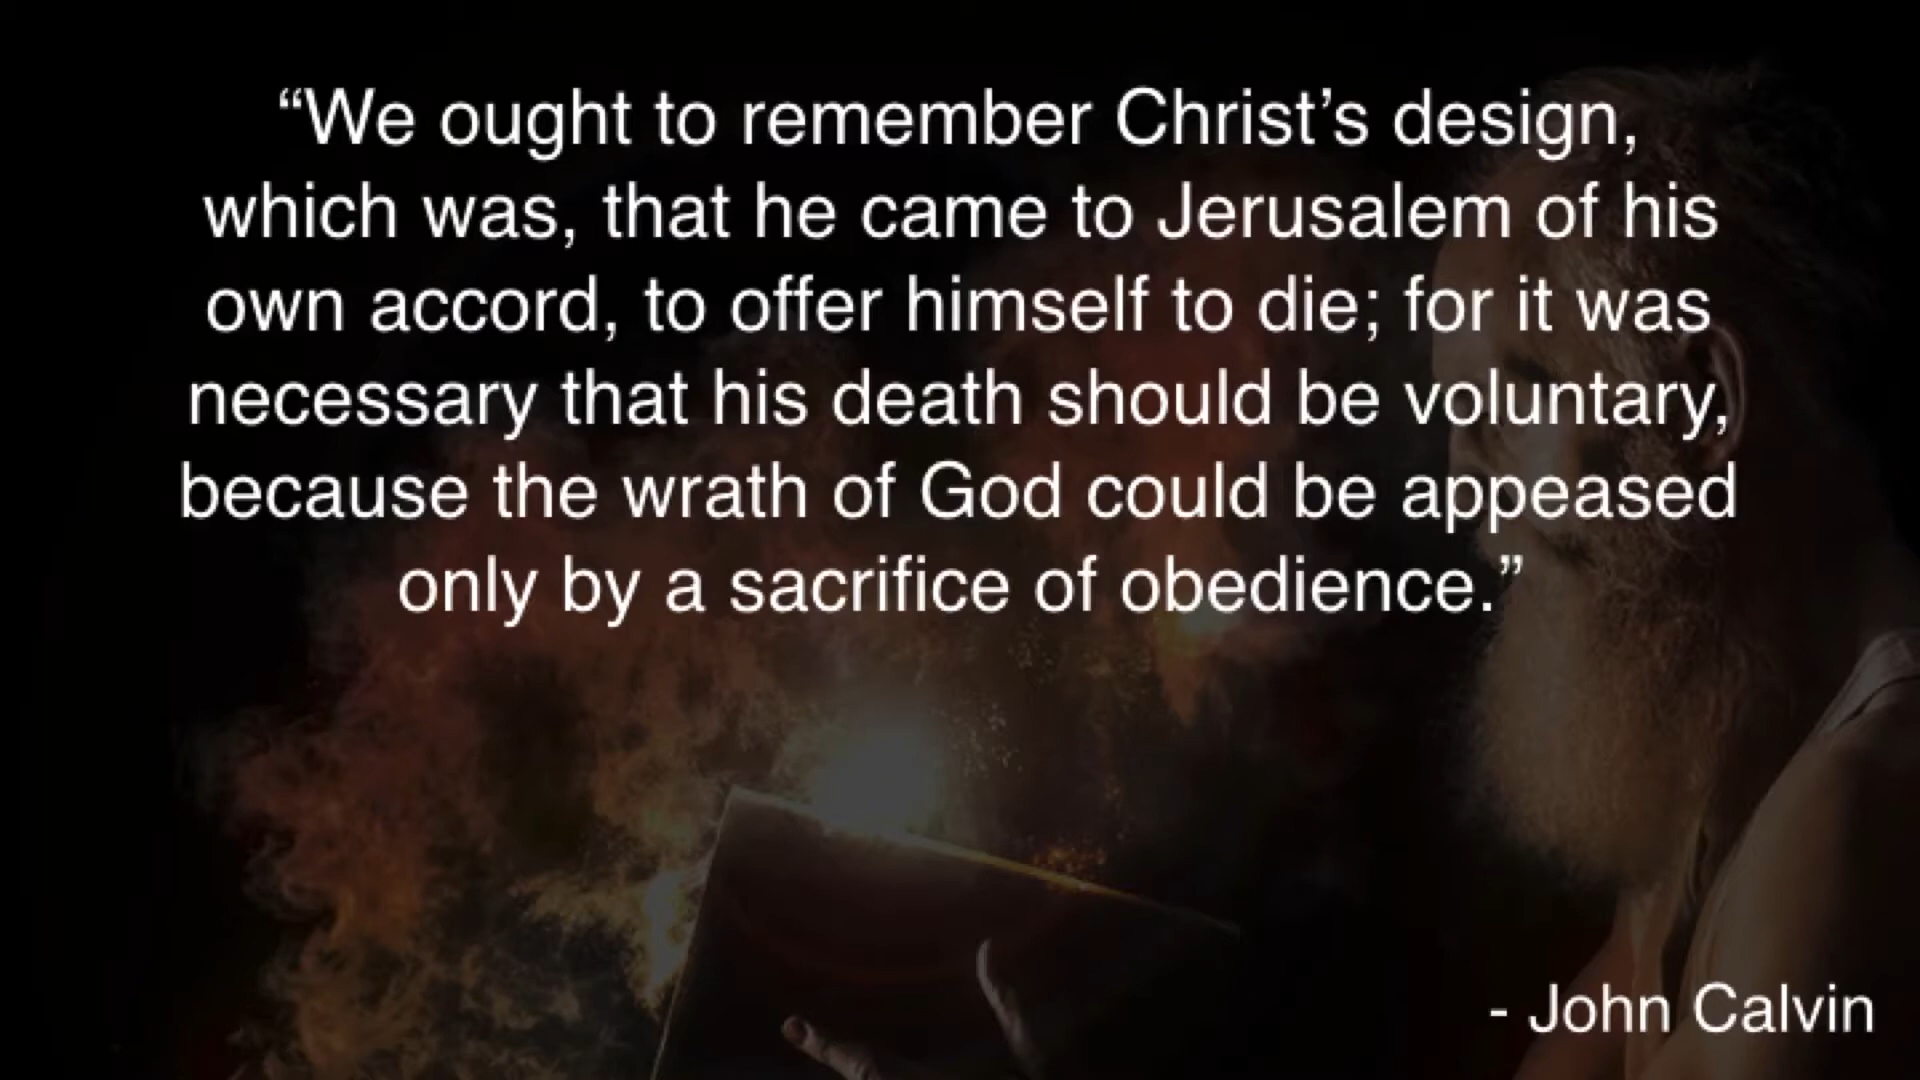 “We ought to remember Christ’s design,
which was, that he came to Jerusalem of his
own accord, to offer himself to die; for it was
necessary that his death should be voluntary,
because the wrath of God could be appeased
only by a sacrifice of obedience.”
- John Calvin